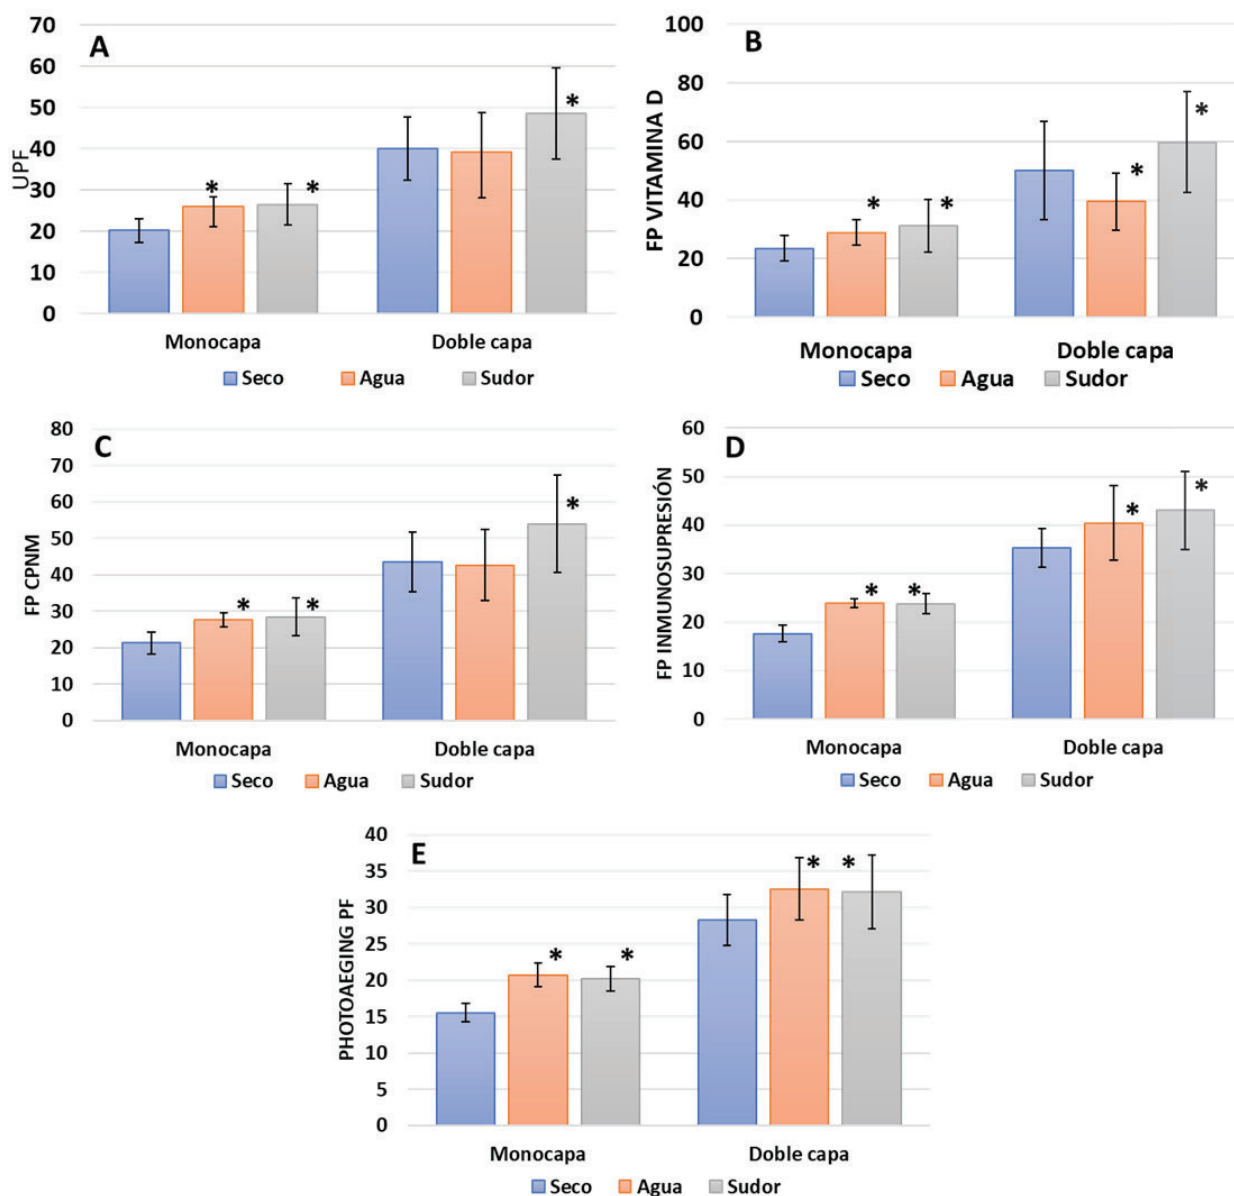 A
UPF
70
60
50
40
30
20
10
0
*
*
*
Monocapa
Doble capa
Seco
Agua
Sudor
B
FP VITAMINA D
100
80
60
40
20
0
*
*
*
*
Monocapa
Doble capa
Seco
Agua
Sudor
C
FP CPNM
80
70
60
50
40
30
20
10
0
*
*
*
Monocapa
Doble capa
Seco
Agua
Sudor
D
FP INMUNOSUPRESIÓN
60
50
40
30
20
10
0
*
*
*
*
Monocapa
Doble capa
Seco
Agua
Sudor
E
PHOTOAEGING PF
40
35
30
25
20
15
10
5
0
*
*
*
*
Monocapa
Doble capa
Seco
Agua
Sudor